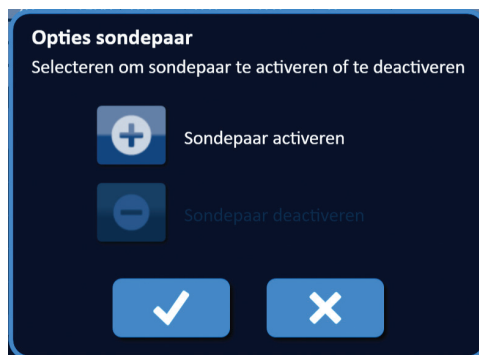 Opties sondepaar
Selecteren om sondepaar te activeren of te deactiveren
Sondepaar activeren
Sondepaar deactiveren